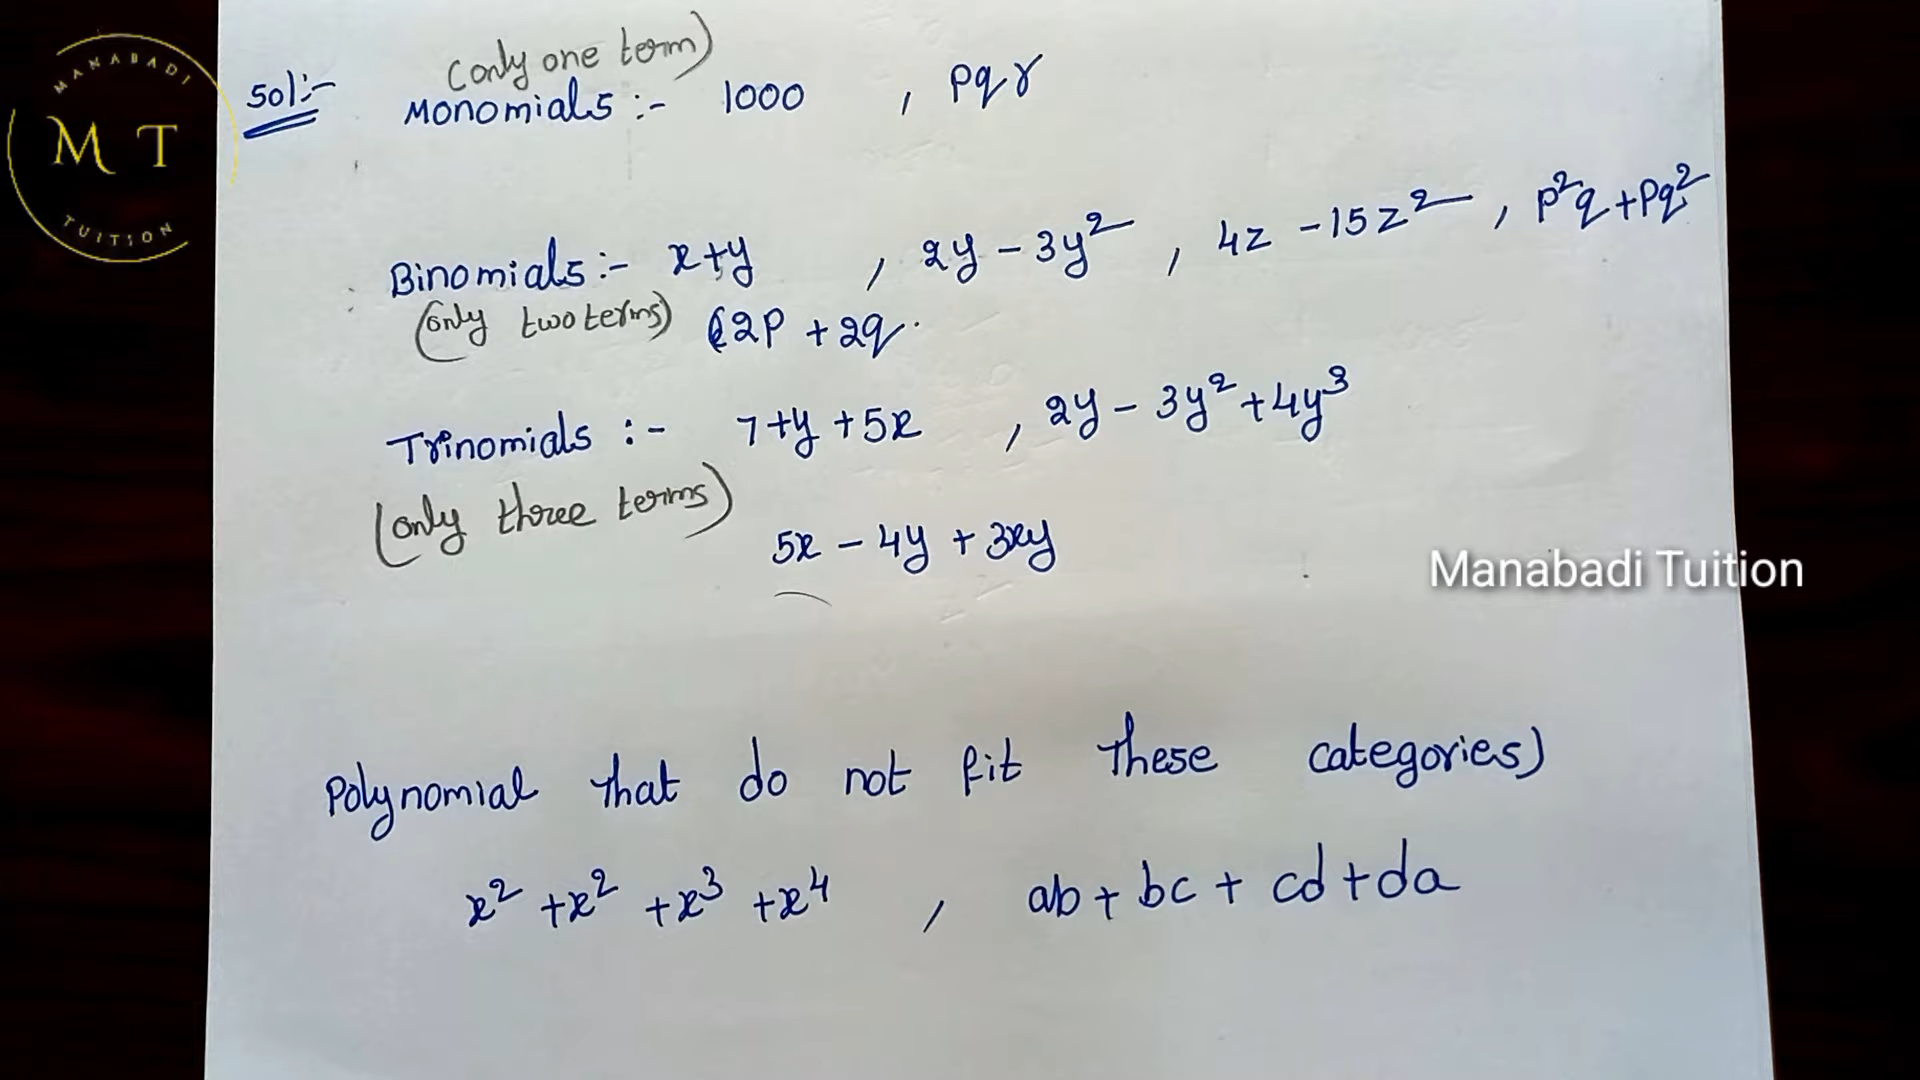 MANABADI
M T
TUITION
Sol:-
(only one term)
Monomials :- 1000 , pqr
Binomials :- x+y , 2y - 3y² , 4z - 15z² , p²q + pq²
(only two terms) 2p + 2q.
Trinomials :- 7+y+5x , 2y - 3y² + 4y³
(only three terms)
5x - 4y + 3xy
Manabadi Tuition
Polynomial that do not fit these categories)
x² + x² + x³ + x⁴ , ab + bc + cd + da